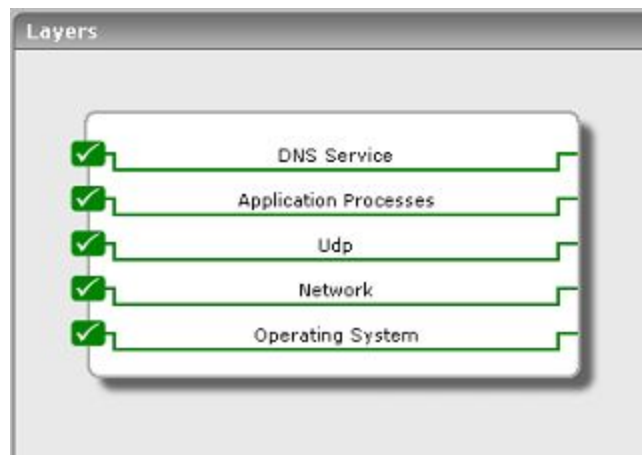 Layers
DNS Service
Application Processes
Udp
Network
Operating System